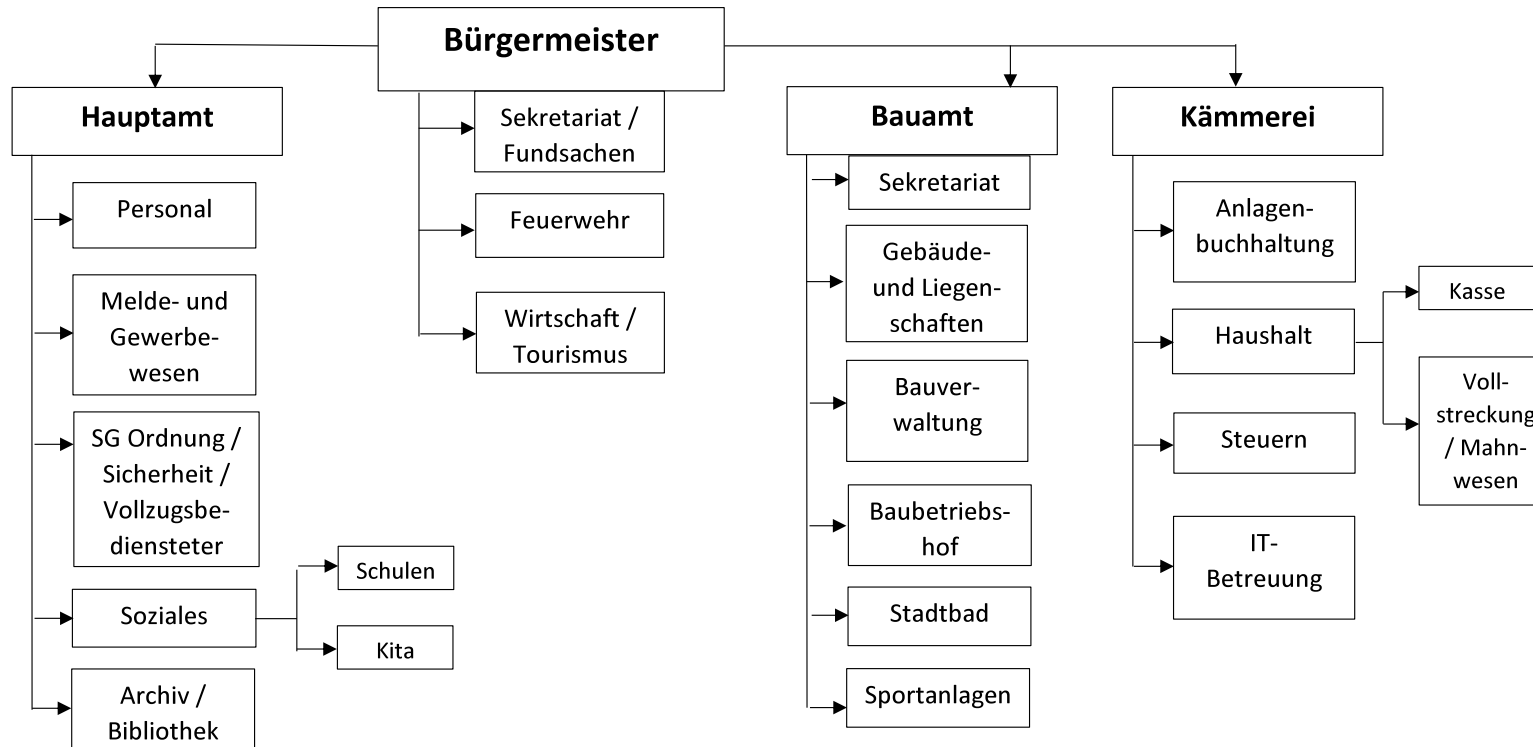 Bürgermeister
Hauptamt
Personal
Melde- und
Gewerbe-
wesen
SG Ordnung /
Sicherheit /
Vollzugsbe-
diensteter
Soziales
Schulen
Kita
Archiv /
Bibliothek
Sekretariat /
Fundsachen
Feuerwehr
Wirtschaft /
Tourismus
Bauamt
Sekretariat
Gebäude-
und Liegen-
schaften
Bauver-
waltung
Baubetriebs-
hof
Stadtbad
Sportanlagen
Kämmerei
Anlagen-
buchhaltung
Haushalt
Kasse
Voll-
streckung
/ Mahn-
wesen
Steuern
IT-
Betreuung